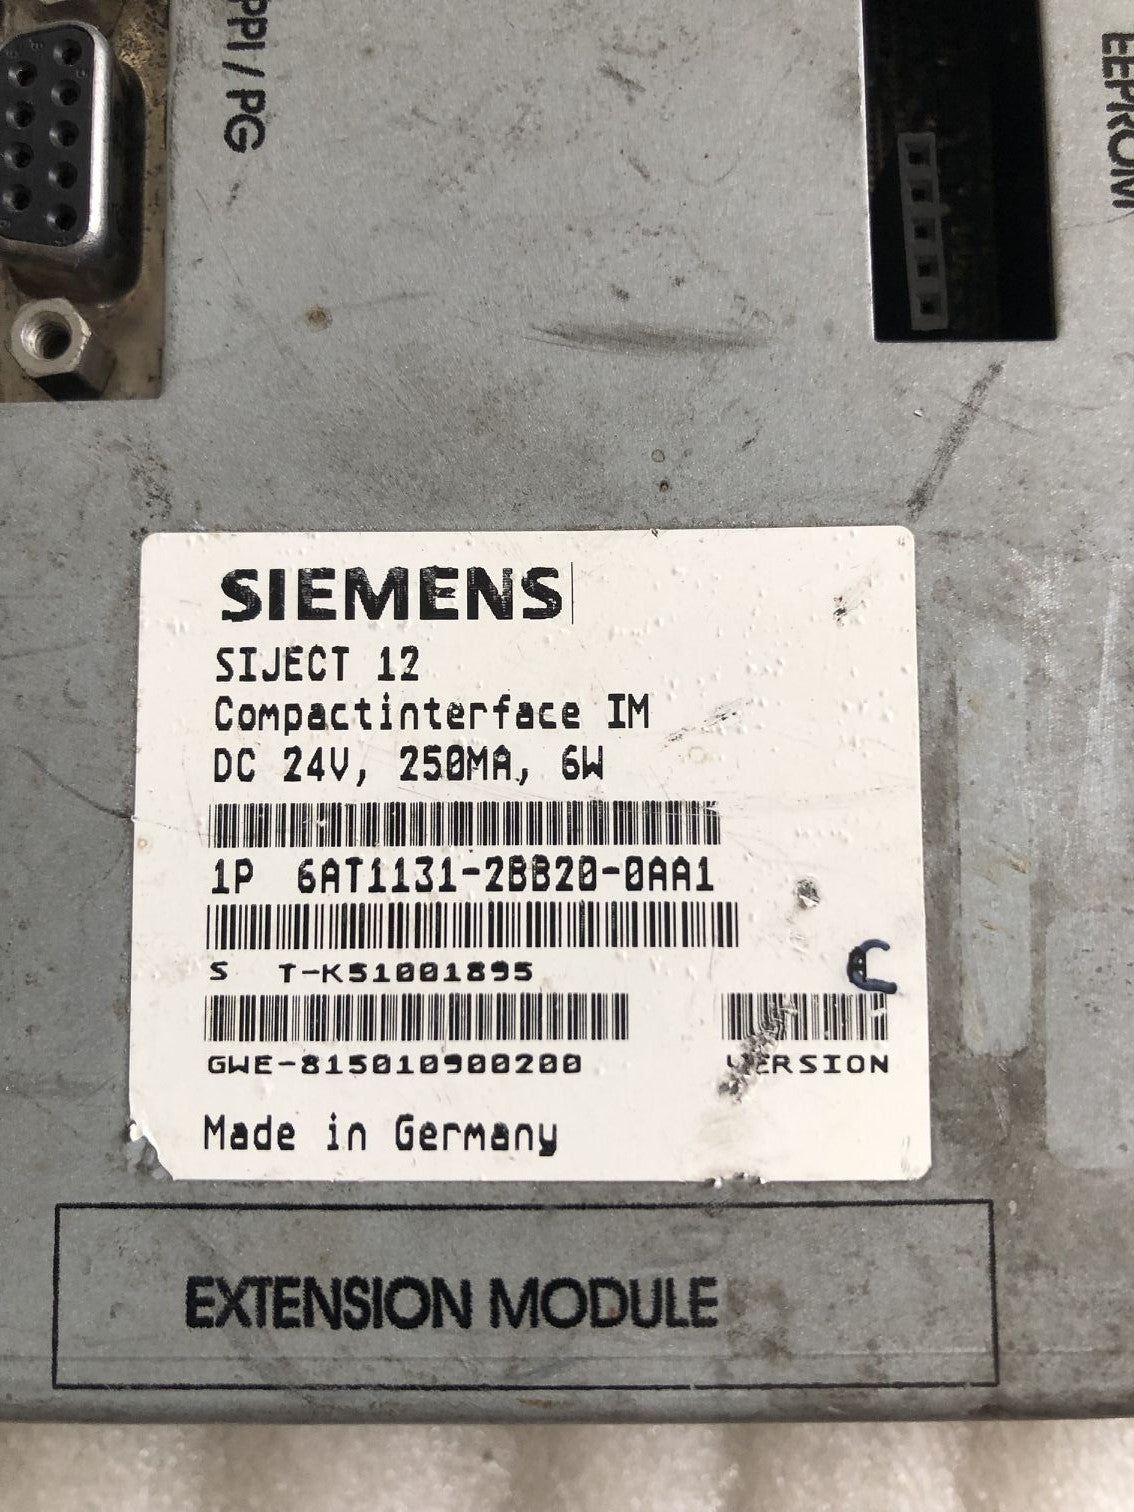 PPI / PG
EEPROM
SIEMENS
SIJECT 12
Compactinterface IM
DC 24V, 250MA, 6W
1P 6AT1131-2BB20-0AA1
S T-K51001895
C
GWE-815010900200
VERSION
Made in Germany
EXTENSION MODULE